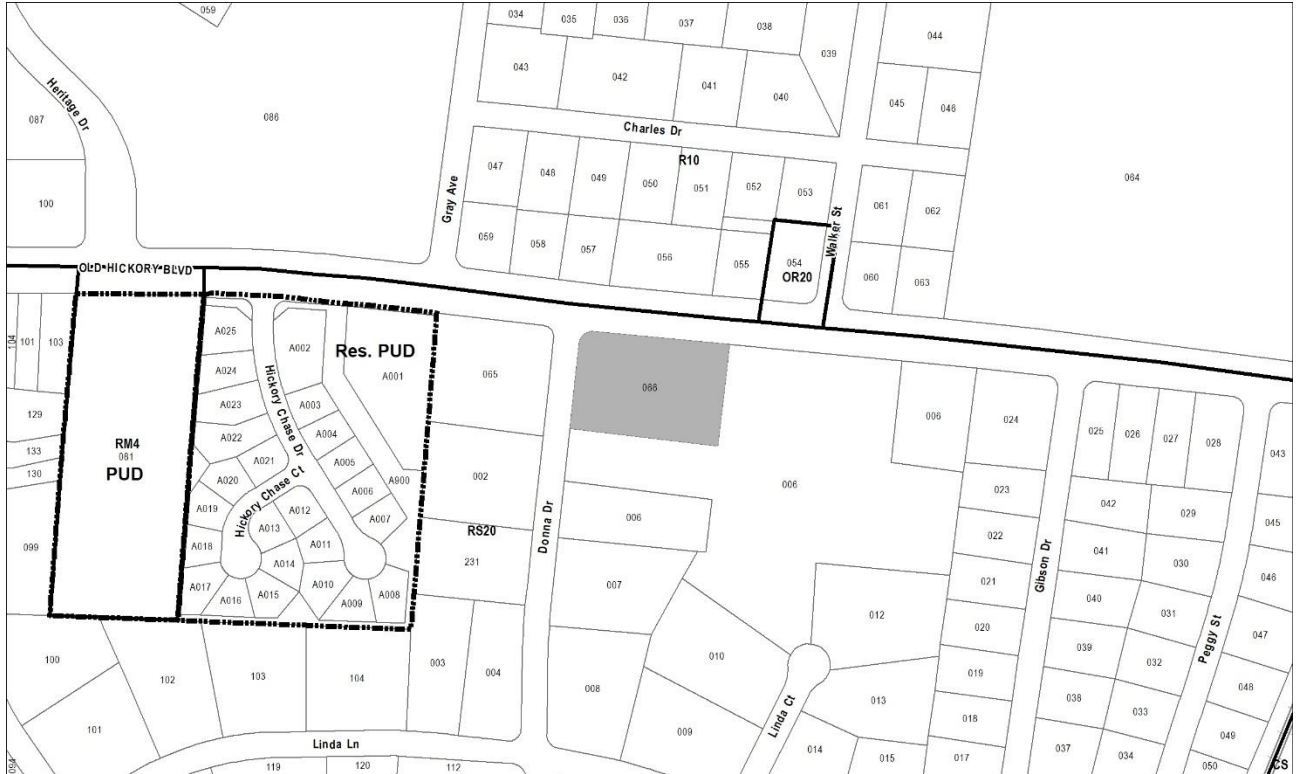 059
034
035
036
037
038
039
044
043
042
041
040
045
046
087
Heritage Dr
086
Charles Dr
R10
064
100
Gray Ave
047
048
049
050
051
052
053
061
062
059
058
057
056
055
054
OR20
Walker St
060
063
OLD HICKORY BLVD
104
101
103
A025
A002
Res. PUD
A001
065
068
006
024
025
026
027
028
043
A024
A003
129
A023
Hickory Chase Dr
A004
133
RM4
081
PUD
A022
A021
A005
130
A020
Hickory Chase Ct
A006
A900
002
006
023
042
029
045
A019
A012
A007
RS20
Donna Dr
006
022
A013
099
A018
A014
A011
231
041
030
046
A017
A016
A015
A010
A009
A008
007
012
021
Gibson Dr
040
031
020
047
100
102
103
104
003
004
010
039
032
Peggy St
019
101
008
009
013
038
033
048
018
Linda Ct
049
Linda Ln
014
015
017
037
034
050
094
119
120
112
CS